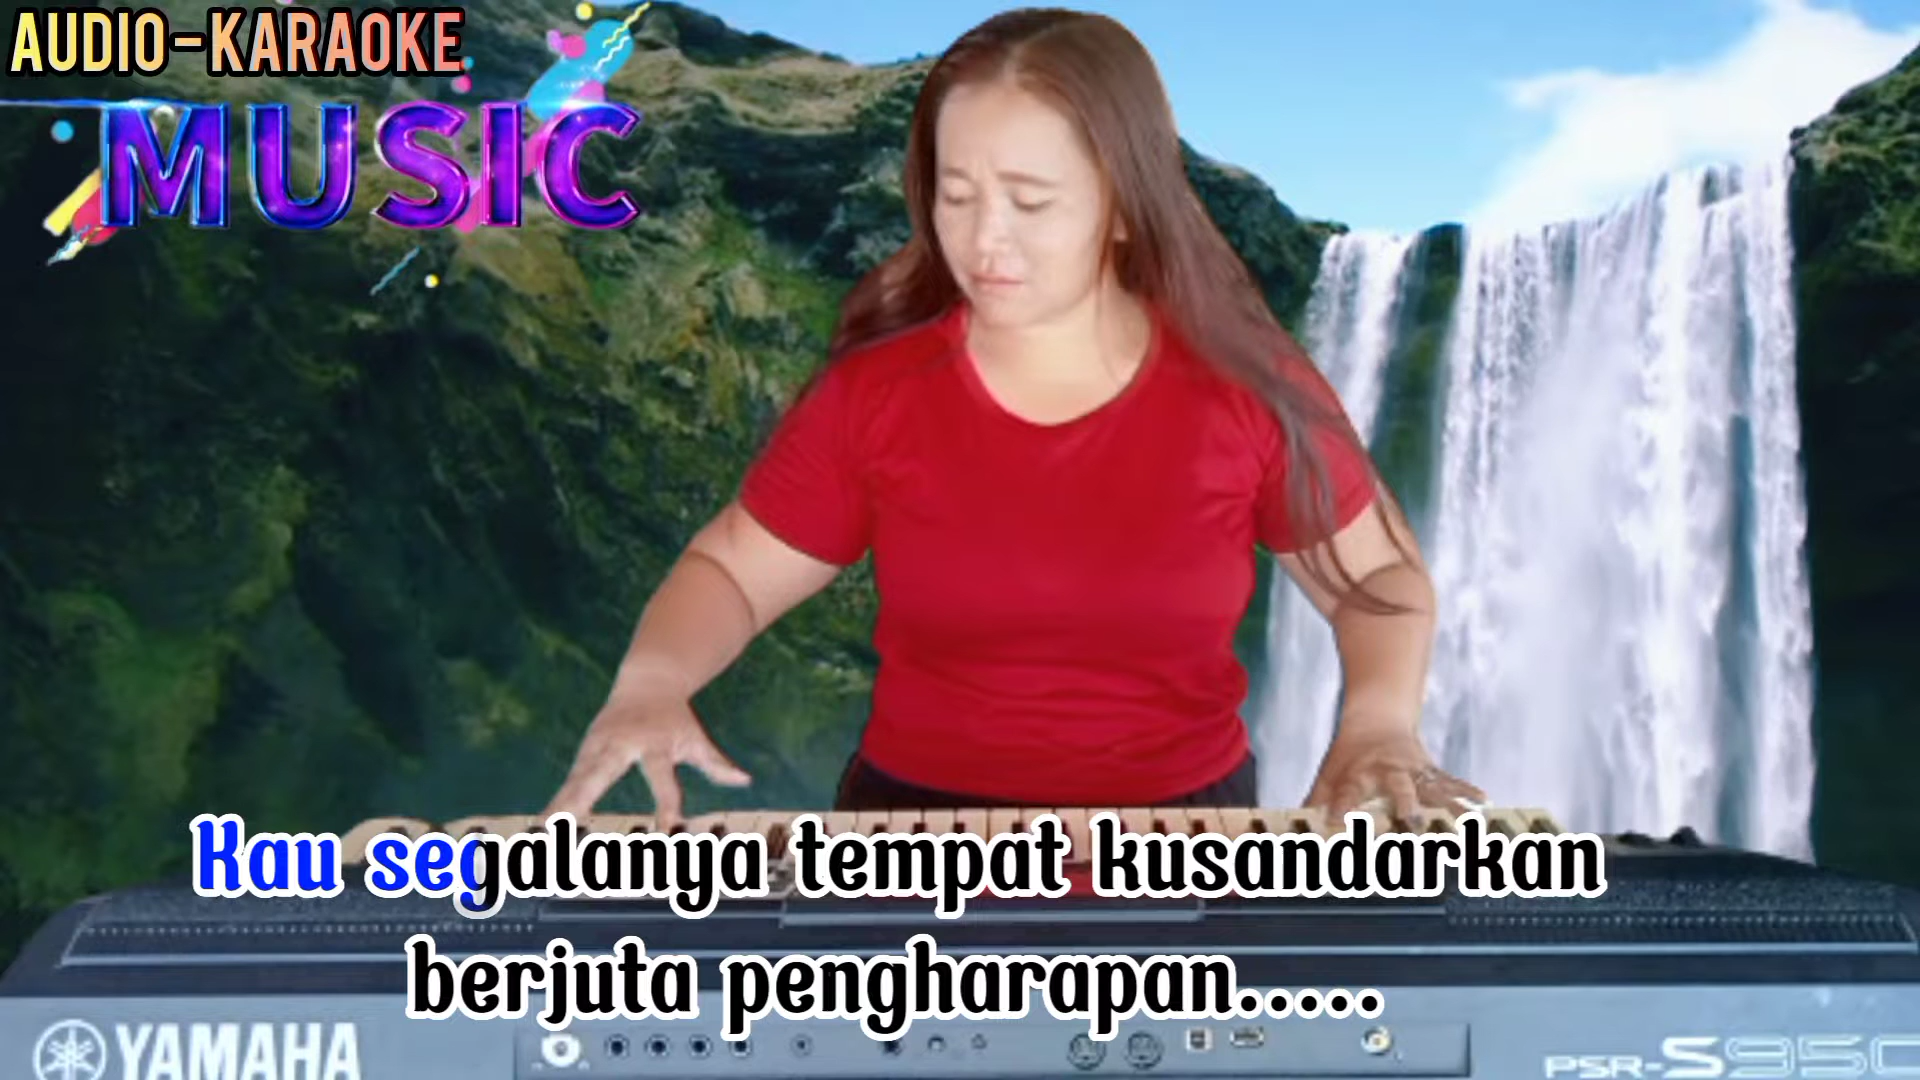 AUDIO-KARAOKE
MUSIC
Kau segalanya tempat kusandarkan
berjuta pengharapan.....
YAMAHA
PSR-S950